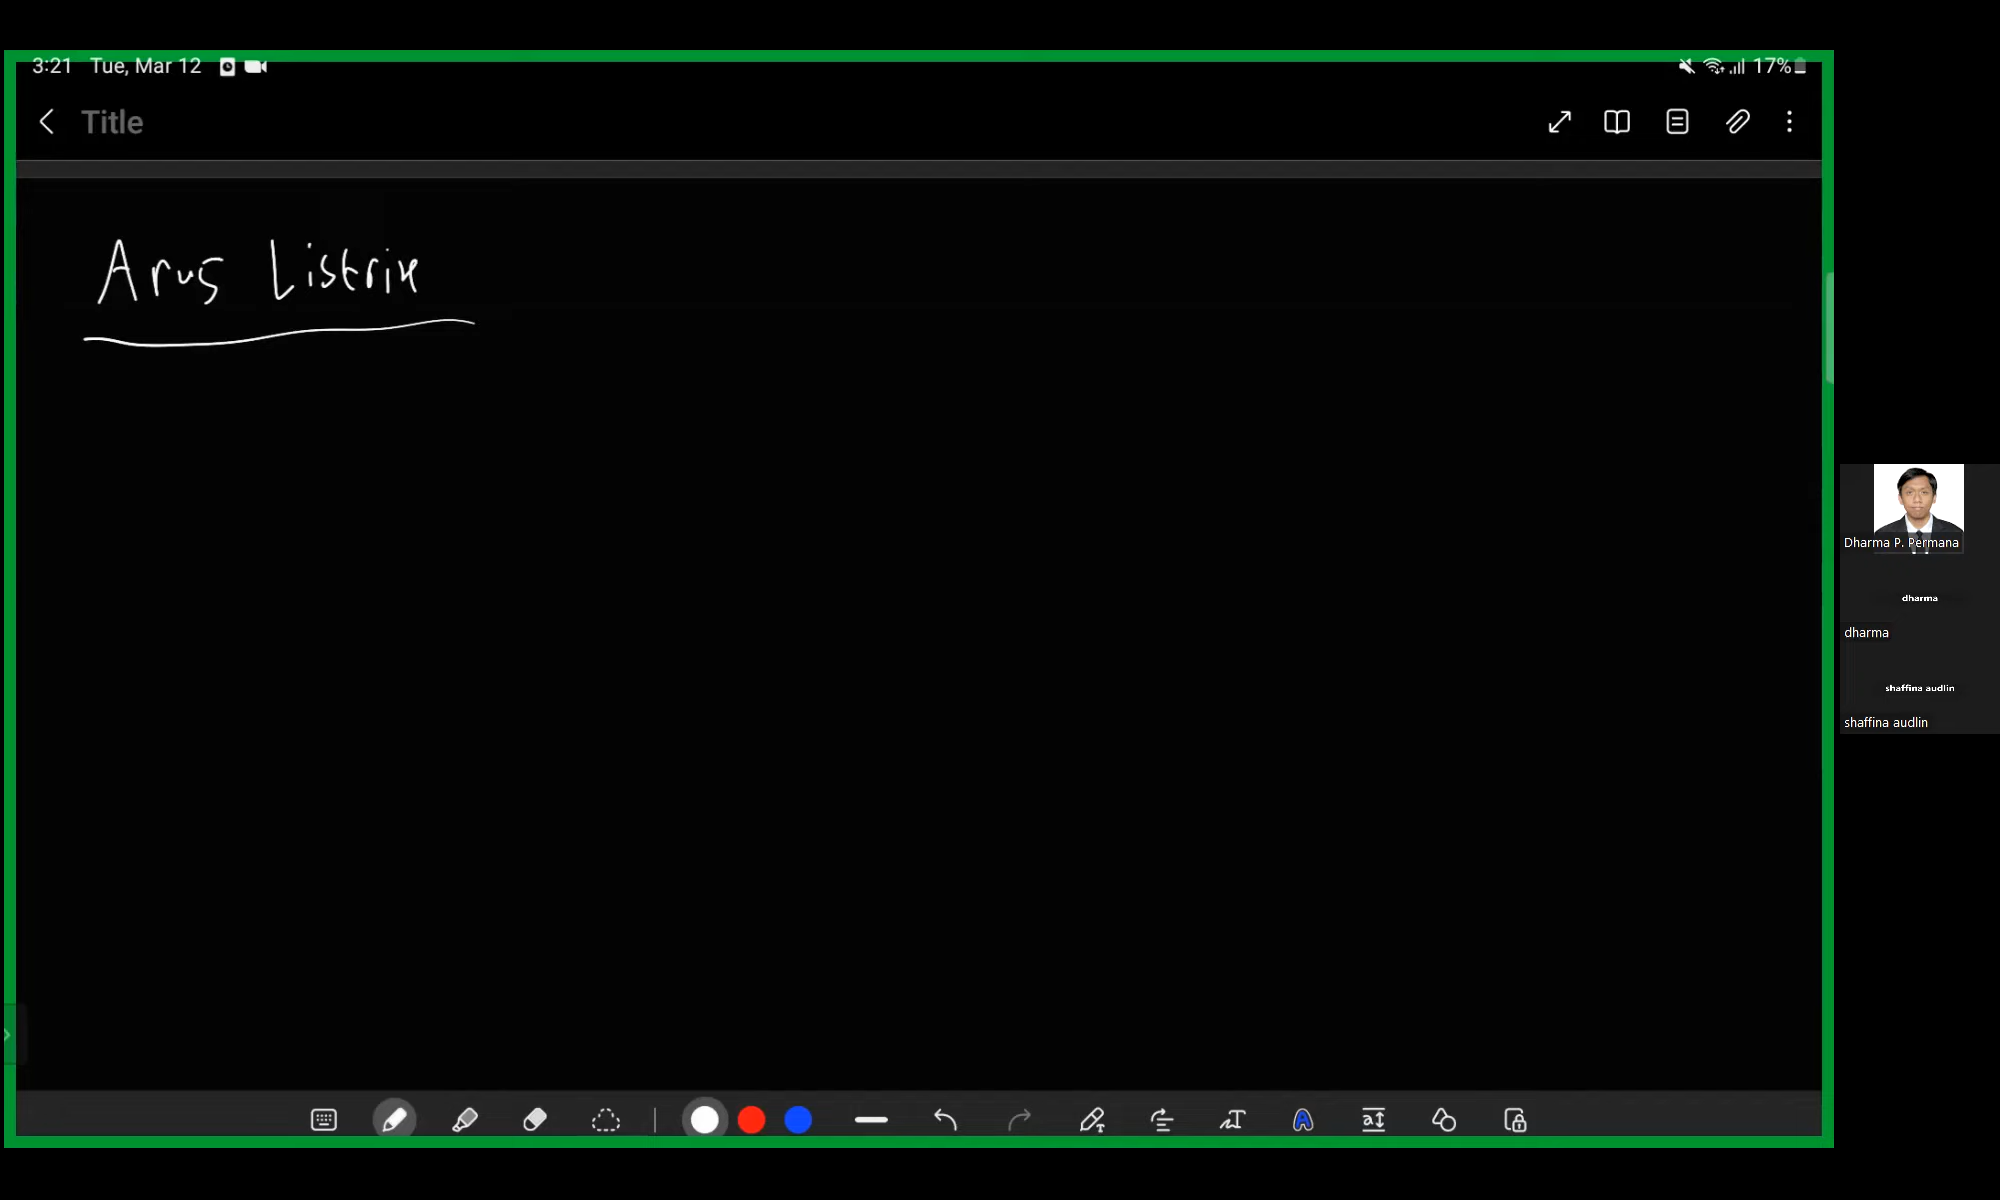 3:21 Tue, Mar 12 17%
Title
Arus Listrik
Dharma P. Permana
dharma
dharma
shaffina audlin
shaffina audlin